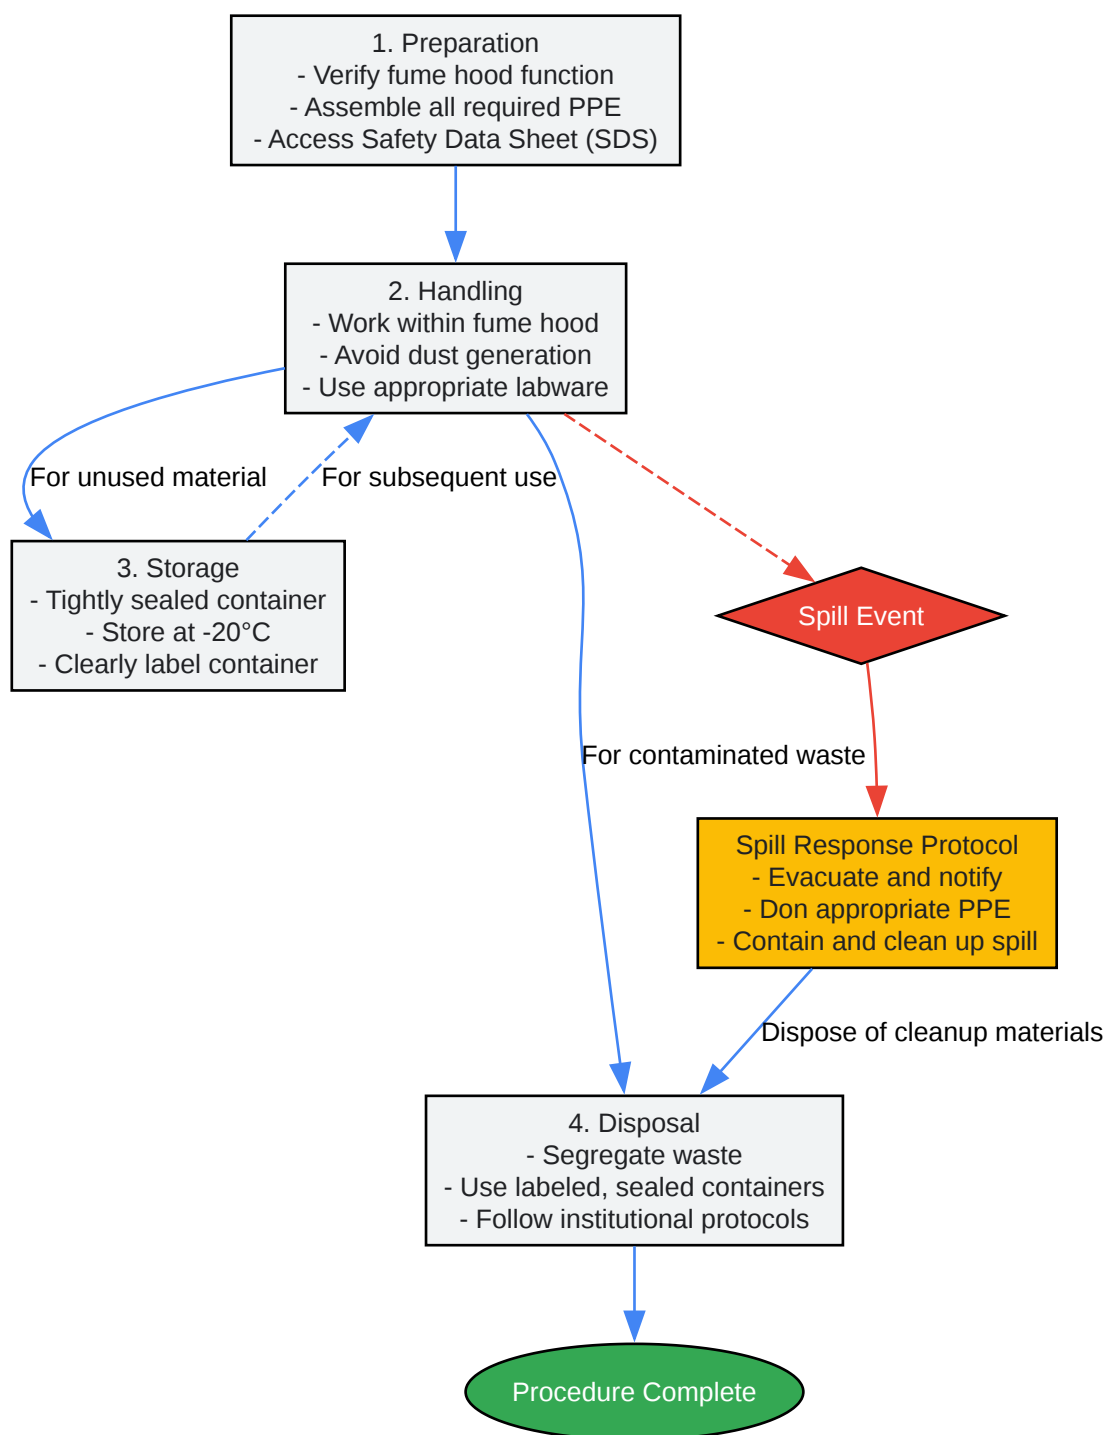 1. Preparation
- Verify fume hood function
- Assemble all required PPE
- Access Safety Data Sheet (SDS)
2. Handling
- Work within fume hood
- Avoid dust generation
- Use appropriate labware
For unused material
For subsequent use
3. Storage
- Tightly sealed container
- Store at -20°C
- Clearly label container
Spill Event
For contaminated waste
Spill Response Protocol
- Evacuate and notify
- Don appropriate PPE
- Contain and clean up spill
Dispose of cleanup materials
4. Disposal
- Segregate waste
- Use labeled, sealed containers
- Follow institutional protocols
Procedure Complete